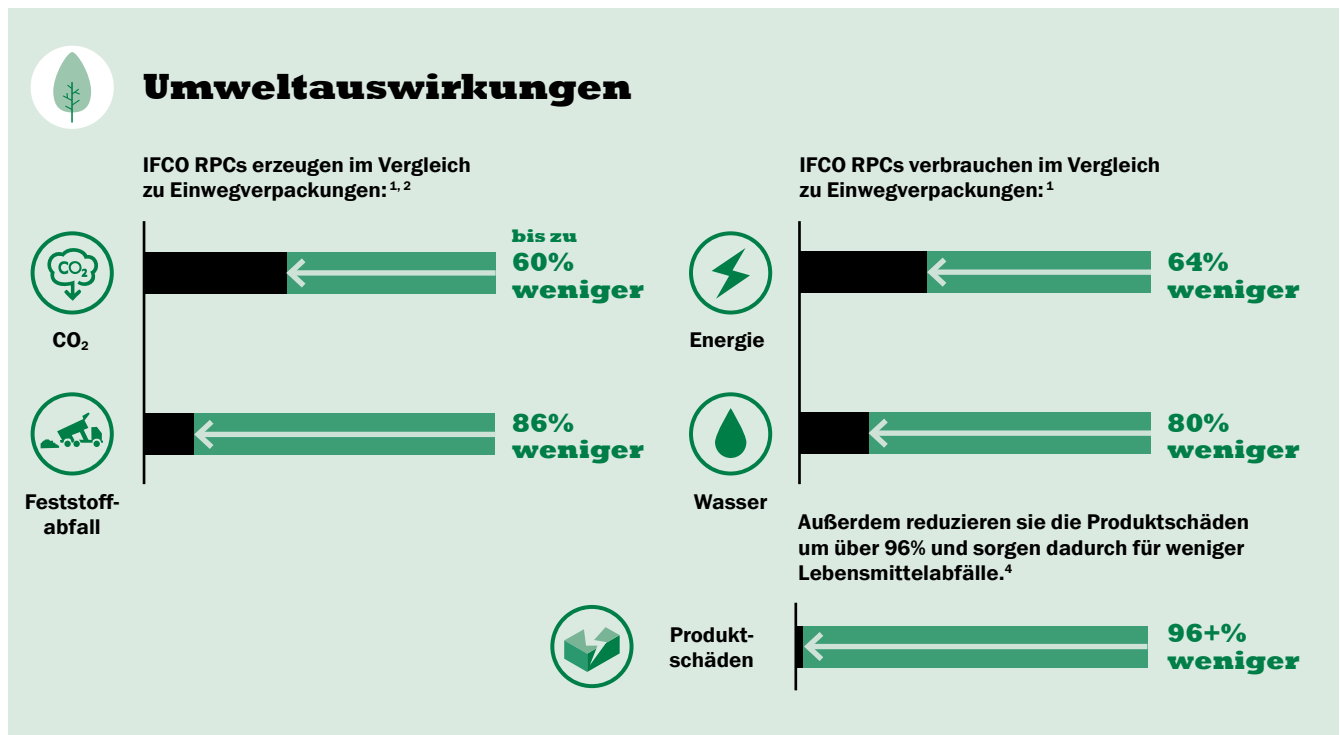 Umweltauswirkungen
IFCO RPCs erzeugen im Vergleich
zu Einwegverpackungen:¹,²
CO₂
CO₂
bis zu
60%
weniger
Feststoff-
abfall
86%
weniger
IFCO RPCs verbrauchen im Vergleich
zu Einwegverpackungen:¹
Energie
64%
weniger
Wasser
80%
weniger
Außerdem reduzieren sie die Produktschäden
um über 96% und sorgen dadurch für weniger
Lebensmittelabfälle.⁴
Produkt-
schäden
96+%
weniger